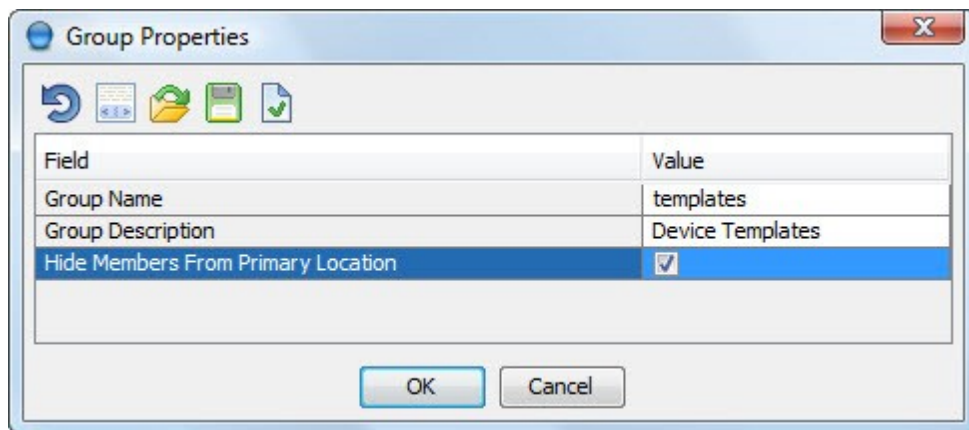 Group Properties
Field Value
Group Name templates
Group Description Device Templates
Hide Members From Primary Location
OK Cancel